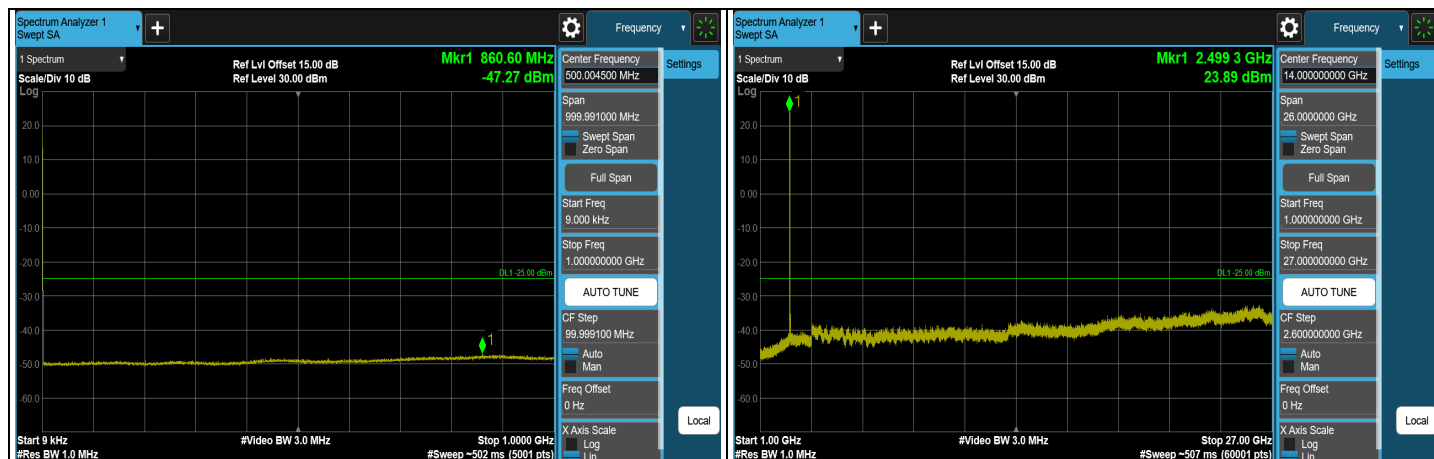 Spectrum Analyzer 1
Swept SA
+
Frequency
1 Spectrum
Scale/Div 10 dB
Log
Ref Lvl Offset 15.00 dB
Ref Level 30.00 dBm
Mkr1 860.60 MHz
-47.27 dBm
20.0
10.0
0.00
-10.0
-20.0
-30.0
-40.0
-50.0
-60.0
DL1 -25.00 dBm
1
Start 9 kHz
#Res BW 1.0 MHz
#Video BW 3.0 MHz
Stop 1.0000 GHz
#Sweep ~502 ms (5001 pts)
Center Frequency
500.004500 MHz
Span
999.991000 MHz
Swept Span
Zero Span
Full Span
Start Freq
9.000 kHz
Stop Freq
1.000000000 GHz
AUTO TUNE
CF Step
99.999100 MHz
Auto
Man
Freq Offset
0 Hz
X Axis Scale
Log
Lin
Settings
Local
Spectrum Analyzer 1
Swept SA
+
Frequency
1 Spectrum
Scale/Div 10 dB
Log
Ref Lvl Offset 15.00 dB
Ref Level 30.00 dBm
Mkr1 2.499 3 GHz
23.89 dBm
1
20.0
10.0
0.00
-10.0
-20.0
-30.0
-40.0
-50.0
-60.0
DL1 -25.00 dBm
Start 1.00 GHz
#Res BW 1.0 MHz
#Video BW 3.0 MHz
Stop 27.00 GHz
#Sweep ~507 ms (60001 pts)
Center Frequency
14.000000000 GHz
Span
26.0000000 GHz
Swept Span
Zero Span
Full Span
Start Freq
1.000000000 GHz
Stop Freq
27.000000000 GHz
AUTO TUNE
CF Step
2.600000000 GHz
Auto
Man
Freq Offset
0 Hz
X Axis Scale
Log
Lin
Settings
Local